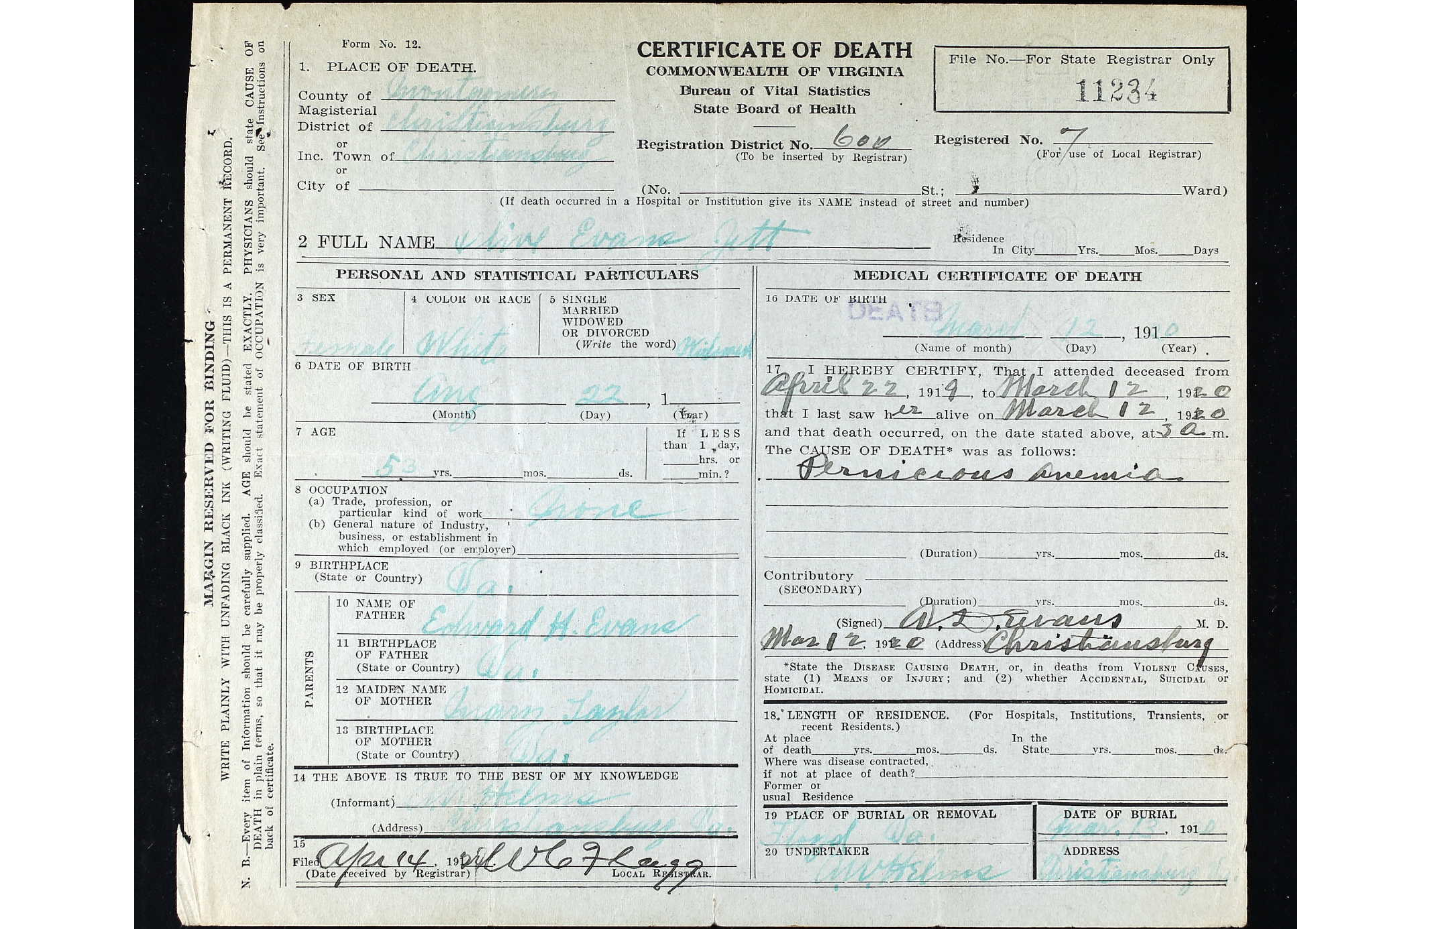 Form No. 12.
1. PLACE OF DEATH.
County of Montgomery
Magisterial
District of Christiansburg
or
Inc. Town of Christiansburg
or
City of
CERTIFICATE OF DEATH
COMMONWEALTH OF VIRGINIA
Bureau of Vital Statistics
State Board of Health
Registration District No. 600
(To be inserted by Registrar)
File No.—For State Registrar Only
11234
Registered No. 7
(For use of Local Registrar)
(No. St.; Ward)
(If death occurred in a Hospital or Institution give its NAME instead of street and number)
2 FULL NAME Olive Evans Jett
Residence
In City Yrs. Mos. Days
PERSONAL AND STATISTICAL PARTICULARS
3 SEX
Female
4 COLOR OR RACE
White
5 SINGLE
MARRIED
WIDOWED
OR DIVORCED
(Write the word) Widowed
6 DATE OF BIRTH
Aug 22, 1
(Month) (Day) (Year)
7 AGE
53 yrs. mos. ds.
If LESS
than 1 day,
hrs. or
min.?
8 OCCUPATION
(a) Trade, profession, or
particular kind of work None
(b) General nature of Industry,
business, or establishment in
which employed (or employer)
9 BIRTHPLACE
(State or Country) Va.
PARENTS
10 NAME OF
FATHER Edward H. Evans
11 BIRTHPLACE
OF FATHER
(State or Country) Va.
12 MAIDEN NAME
OF MOTHER Mary Taylor
13 BIRTHPLACE
OF MOTHER
(State or Country) Va.
14 THE ABOVE IS TRUE TO THE BEST OF MY KNOWLEDGE
(Informant) Helms
(Address) Christiansburg Va.
15
Filed Apr 14, 19
(Date received by Registrar) LOCAL REGISTRAR.
MEDICAL CERTIFICATE OF DEATH
16 DATE OF BIRTH
DEATH
March 12, 1910
(Name of month) (Day) (Year)
17 I HEREBY CERTIFY, That I attended deceased from
April 22, 1919, to March 12, 1920
that I last saw her alive on March 12, 1920
and that death occurred, on the date stated above, at 3 a m.
The CAUSE OF DEATH* was as follows:
Pernicious anemia
(Duration) yrs. mos. ds.
Contributory
(SECONDARY)
(Duration) yrs. mos. ds.
(Signed) Evans M. D.
Mar 12, 1920 (Address) Christiansburg
*State the DISEASE CAUSING DEATH, or, in deaths from VIOLENT CAUSES,
state (1) MEANS OF INJURY; and (2) whether ACCIDENTAL, SUICIDAL or
HOMICIDAL.
18. LENGTH OF RESIDENCE. (For Hospitals, Institutions, Transients, or
recent Residents.)
At place In the
of death yrs. mos. ds. State yrs. mos. ds.
Where was disease contracted,
if not at place of death?
Former or
usual Residence
19 PLACE OF BURIAL OR REMOVAL
Floyd Va.
DATE OF BURIAL
Mar. 13, 191
20 UNDERTAKER
Helms
ADDRESS
Christiansburg
MARGIN RESERVED FOR BINDING
WRITE PLAINLY WITH UNFADING BLACK INK (WRITING FLUID)—THIS IS A PERMANENT RECORD.
N. B.—Every item of Information should be carefully supplied. AGE should be stated EXACTLY. PHYSICIANS should state CAUSE OF
DEATH in plain terms, so that it may be properly classified. Exact statement of OCCUPATION is very important. See Instructions on
back of certificate.